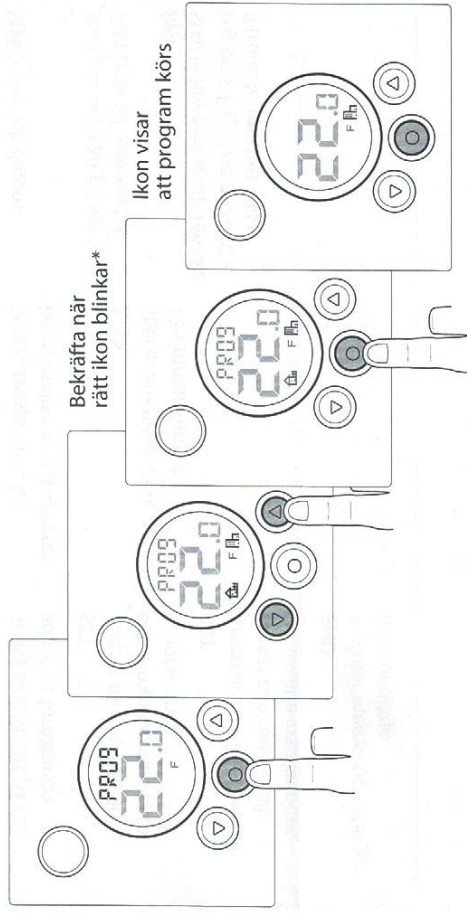 PROG
22.0
F
PROG
22.0
F
Bekräfta när
rätt ikon blinkar*
PROG
22.0
F
Ikon visar
att program körs
22.0
F